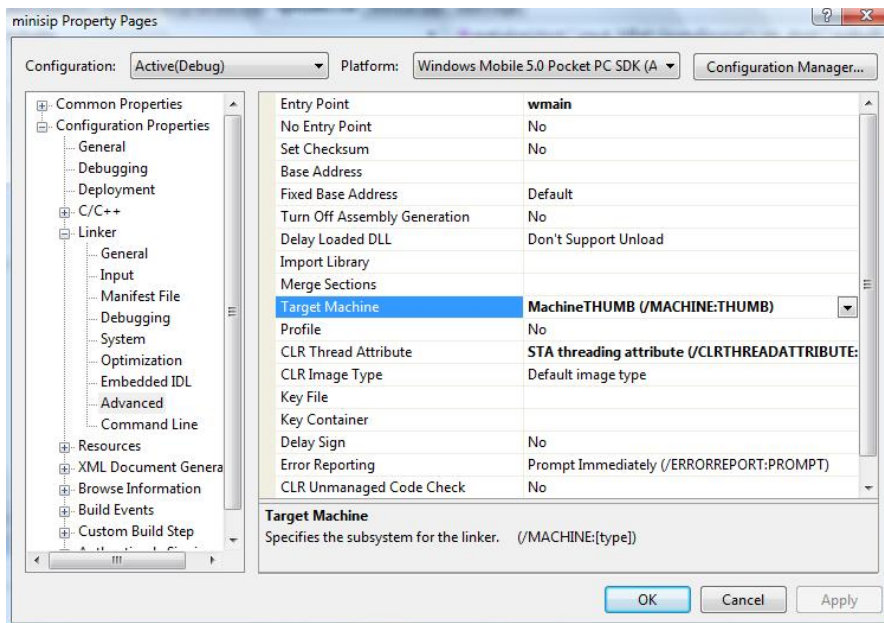 minisip Property Pages
Configuration: Active(Debug) Platform: Windows Mobile 5.0 Pocket PC SDK (A Configuration Manager...
Common Properties
Configuration Properties
General
Debugging
Deployment
C/C++
Linker
General
Input
Manifest File
Debugging
System
Optimization
Embedded IDL
Advanced
Command Line
Resources
XML Document Genera
Browse Information
Build Events
Custom Build Step
Entry Point wmain
No Entry Point No
Set Checksum No
Base Address
Fixed Base Address Default
Turn Off Assembly Generation No
Delay Loaded DLL Don't Support Unload
Import Library
Merge Sections
Target Machine MachineTHUMB (/MACHINE:THUMB)
Profile No
CLR Thread Attribute STA threading attribute (/CLRTHREADATTRIBUTE:
CLR Image Type Default image type
Key File
Key Container
Delay Sign No
Error Reporting Prompt Immediately (/ERRORREPORT:PROMPT)
CLR Unmanaged Code Check No
Target Machine
Specifies the subsystem for the linker. (/MACHINE:[type])
OK Cancel Apply